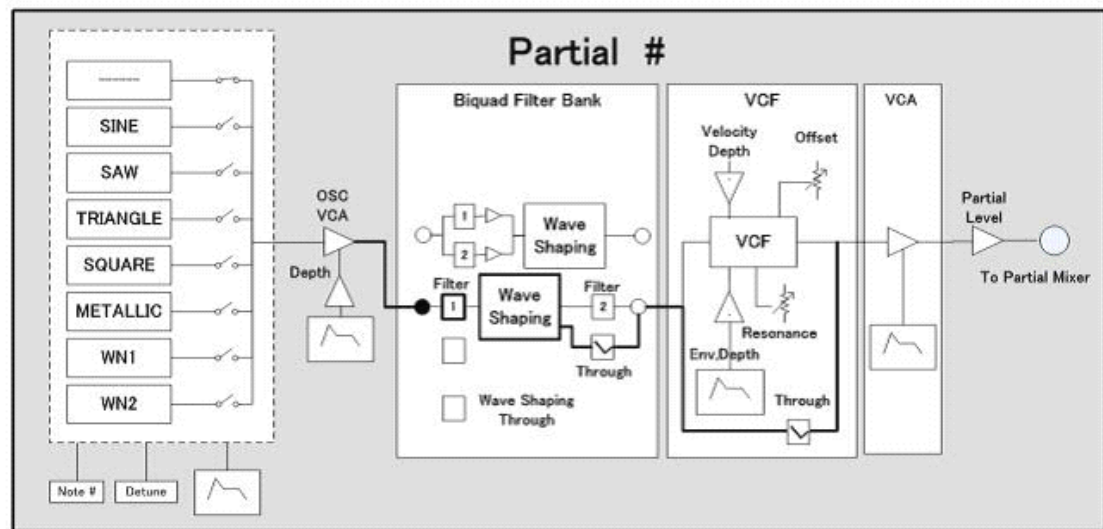 Partial #
------
SINE
SAW
TRIANGLE
SQUARE
METALLIC
WN1
WN2
Note #
Detune
OSC
VCA
Depth
Biquad Filter Bank
1
2
Wave
Shaping
Filter
1
Wave
Shaping
Filter
2
Through
Wave Shaping
Through
VCF
Velocity
Depth
Offset
VCF
Resonance
Env,Depth
Through
VCA
Partial
Level
To Partial Mixer